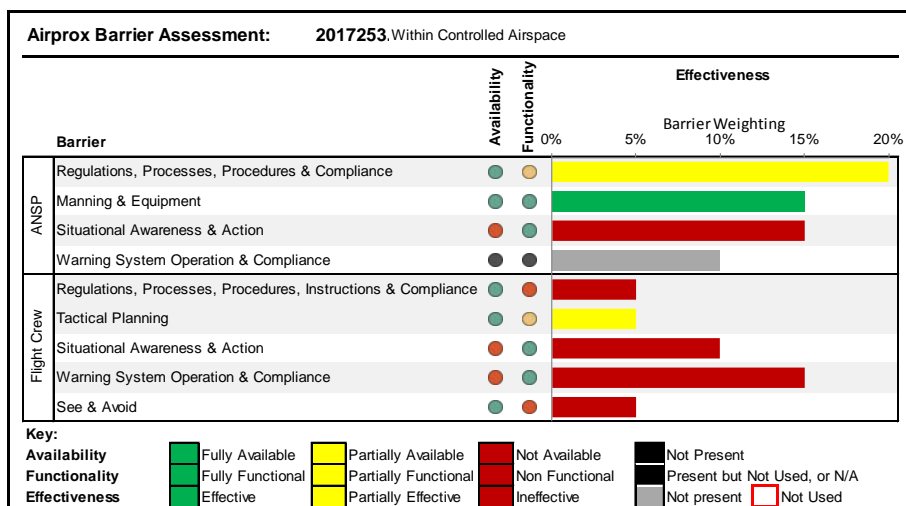 Airprox Barrier Assessment: 2017253. Within Controlled Airspace
Effectiveness
Availability
Functionality
Barrier Weighting
Barrier
0% 5% 10% 15% 20%
ANSP
Regulations, Processes, Procedures & Compliance
Manning & Equipment
Situational Awareness & Action
Warning System Operation & Compliance
Flight Crew
Regulations, Processes, Procedures, Instructions & Compliance
Tactical Planning
Situational Awareness & Action
Warning System Operation & Compliance
See & Avoid
Key:
Availability Fully Available Partially Available Not Available Not Present
Functionality Fully Functional Partially Functional Non Functional Present but Not Used, or N/A
Effectiveness Effective Partially Effective Ineffective Not present Not Used